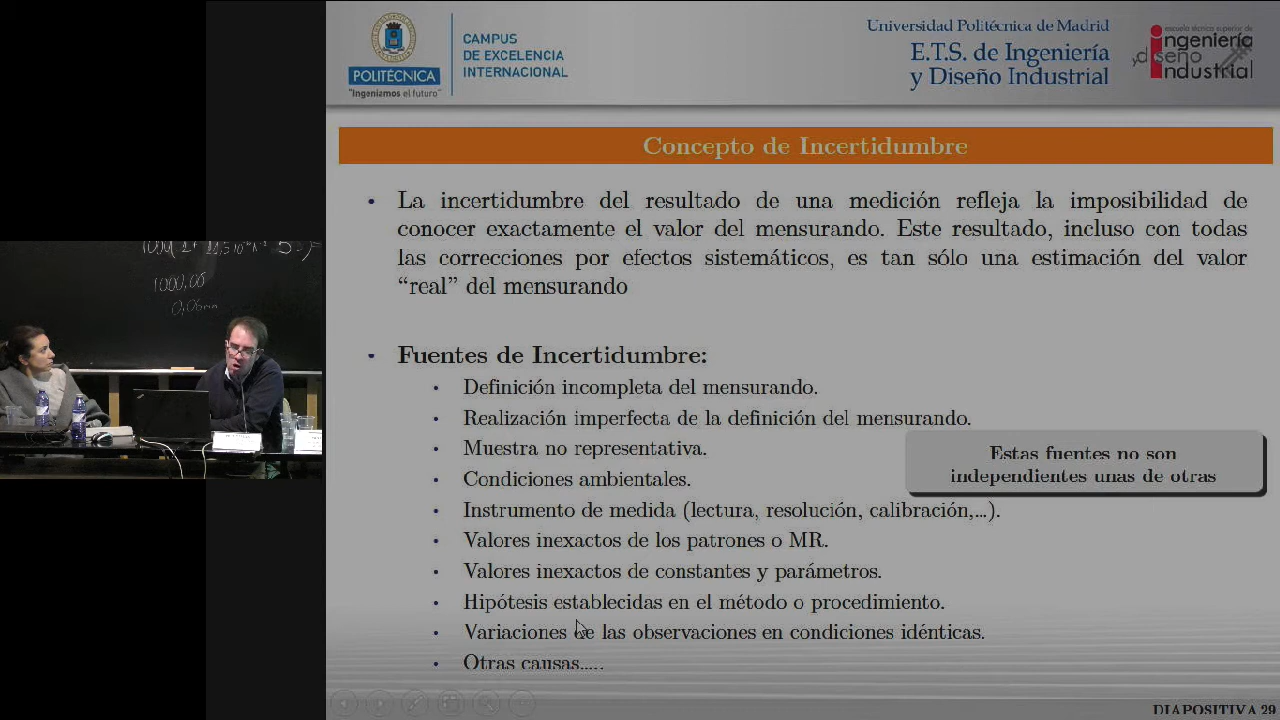 POLITÉCNICA
"Ingeniamos el futuro"
CAMPUS
DE EXCELENCIA
INTERNACIONAL
Universidad Politécnica de Madrid
E.T.S. de Ingeniería
y Diseño Industrial
escuela técnica superior de
ingeniería
y diseño
industrial
Concepto de Incertidumbre
• La incertidumbre del resultado de una medición refleja la imposibilidad de
conocer exactamente el valor del mensurando. Este resultado, incluso con todas
las correcciones por efectos sistemáticos, es tan sólo una estimación del valor
“real” del mensurando
• Fuentes de Incertidumbre:
• Definición incompleta del mensurando.
• Realización imperfecta de la definición del mensurando.
• Muestra no representativa.
• Condiciones ambientales.
• Instrumento de medida (lectura, resolución, calibración,...).
• Valores inexactos de los patrones o MR.
• Valores inexactos de constantes y parámetros.
• Hipótesis establecidas en el método o procedimiento.
• Variaciones de las observaciones en condiciones idénticas.
• Otras causas.....
Estas fuentes no son
independientes unas de otras
DIAPOSITIVA 29
1000,00